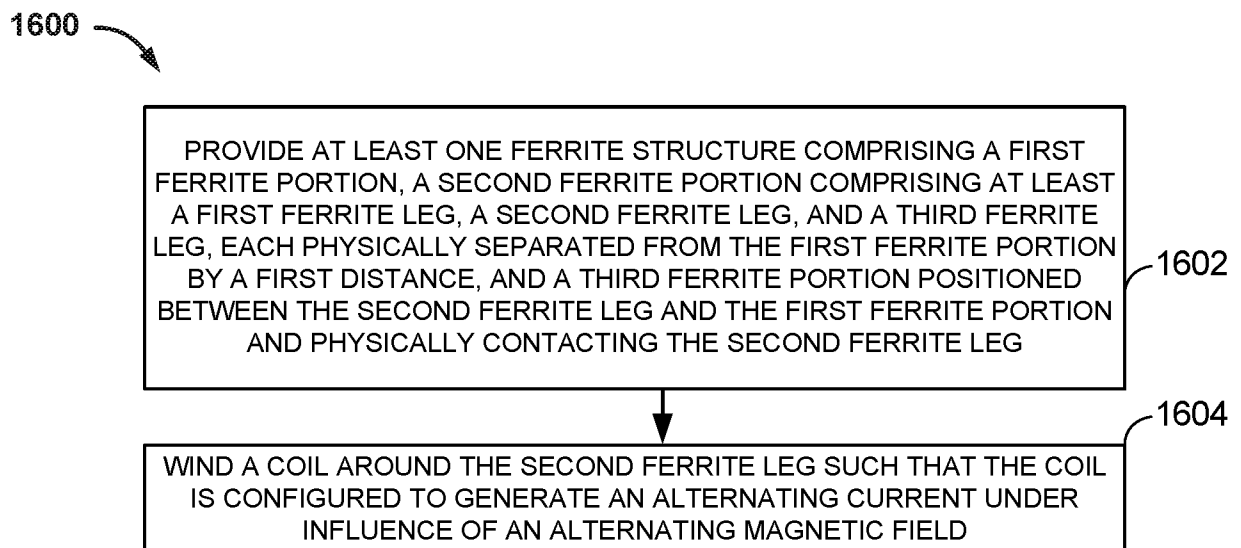 1600
PROVIDE AT LEAST ONE FERRITE STRUCTURE COMPRISING A FIRST
FERRITE PORTION, A SECOND FERRITE PORTION COMPRISING AT LEAST
A FIRST FERRITE LEG, A SECOND FERRITE LEG, AND A THIRD FERRITE
LEG, EACH PHYSICALLY SEPARATED FROM THE FIRST FERRITE PORTION
BY A FIRST DISTANCE, AND A THIRD FERRITE PORTION POSITIONED
BETWEEN THE SECOND FERRITE LEG AND THE FIRST FERRITE PORTION
AND PHYSICALLY CONTACTING THE SECOND FERRITE LEG
1602
1604
WIND A COIL AROUND THE SECOND FERRITE LEG SUCH THAT THE COIL
IS CONFIGURED TO GENERATE AN ALTERNATING CURRENT UNDER
INFLUENCE OF AN ALTERNATING MAGNETIC FIELD